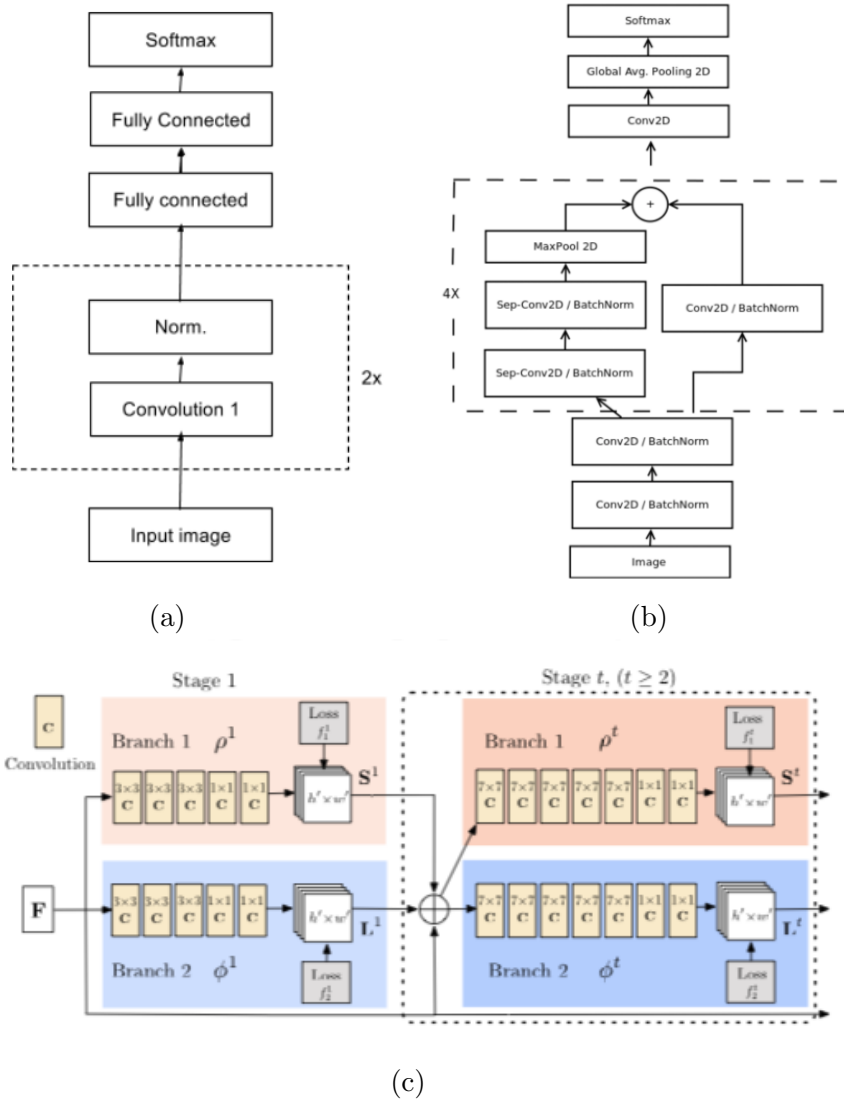 Softmax
Fully Connected
Fully connected
Norm.
Convolution 1
2x
Input image
(a)
Softmax
Global Avg. Pooling 2D
Conv2D
+
MaxPool 2D
4X
Sep-Conv2D / BatchNorm
Conv2D / BatchNorm
Sep-Conv2D / BatchNorm
Conv2D / BatchNorm
Conv2D / BatchNorm
Image
(b)
Stage 1
Stage t, (t ≥ 2)
C
Convolution
Branch 1 ρ¹
Loss
f₁¹
3×3 3×3 3×3 1×1 1×1
C C C C C
h′×w′
S¹
Branch 1 ρᵗ
Loss
f₁ᵗ
7×7 7×7 7×7 7×7 7×7 1×1 1×1
C C C C C C C
h′×w′
Sᵗ
F
3×3 3×3 3×3 1×1 1×1
C C C C C
h′×w′
L¹
Branch 2 ϕ¹
Loss
f₂¹
7×7 7×7 7×7 7×7 7×7 1×1 1×1
C C C C C C C
h′×w′
Lᵗ
Branch 2 ϕᵗ
Loss
f₂¹
(c)